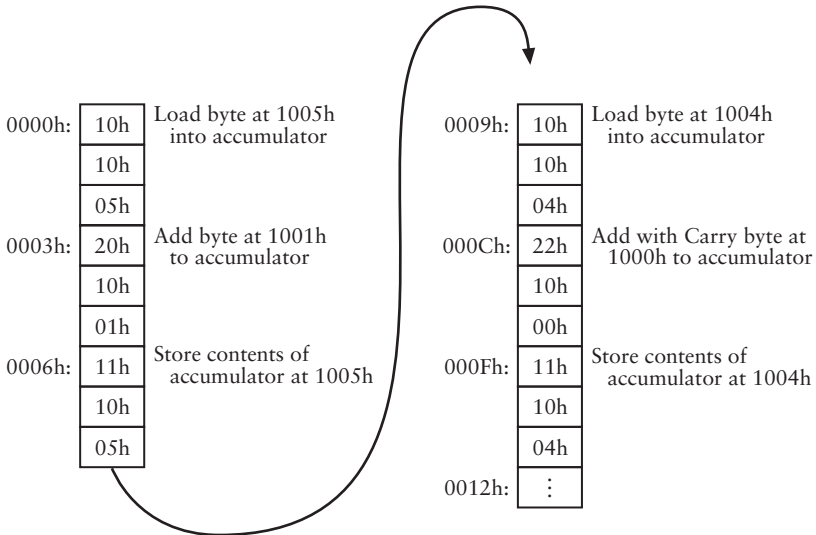 0000h: 10h Load byte at 1005h
into accumulator
10h
05h
0003h: 20h Add byte at 1001h
to accumulator
10h
01h
0006h: 11h Store contents of
accumulator at 1005h
10h
05h
0009h: 10h Load byte at 1004h
into accumulator
10h
04h
000Ch: 22h Add with Carry byte at
1000h to accumulator
10h
00h
000Fh: 11h Store contents of
accumulator at 1004h
10h
04h
0012h: ⋮